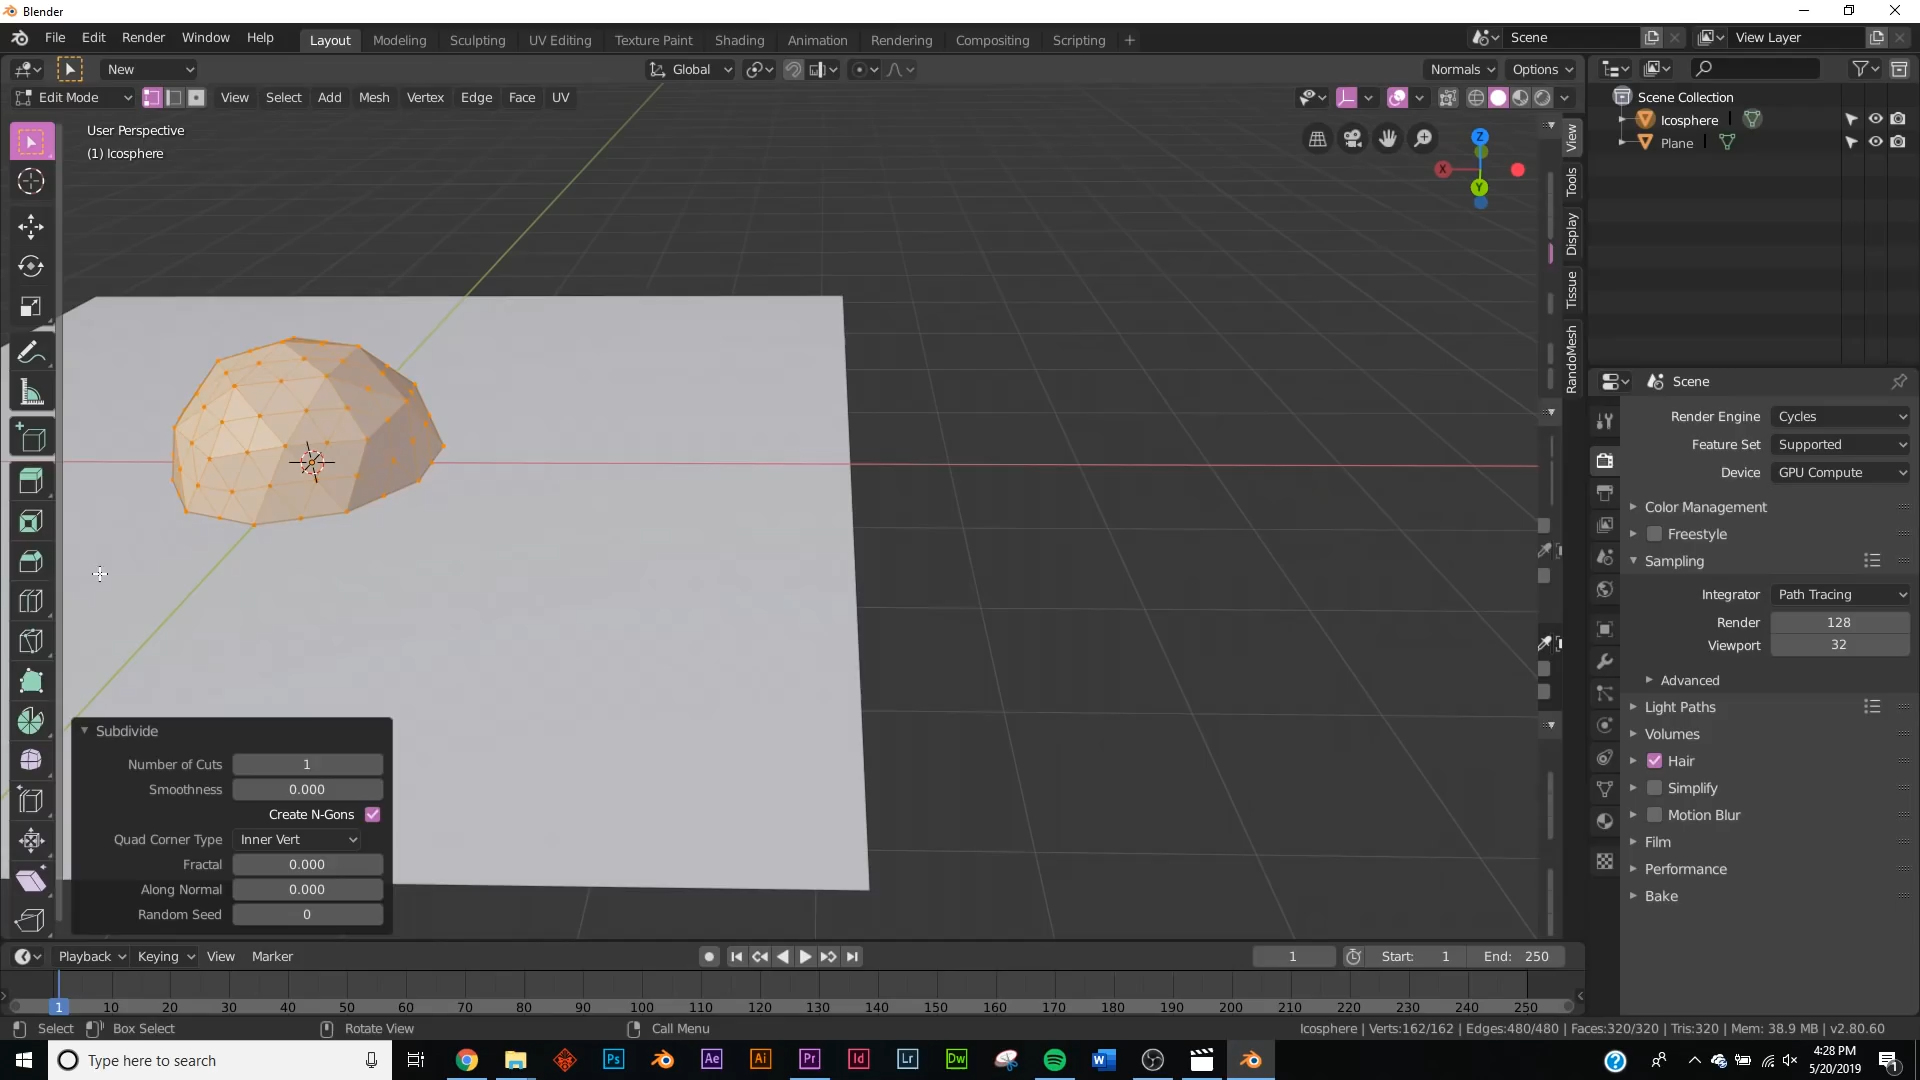 Blender
File Edit Render Window Help Layout Modeling Sculpting UV Editing Texture Paint Shading Animation Rendering Compositing Scripting + Scene View Layer
New Global Normals Options
Edit Mode View Select Add Mesh Vertex Edge Face UV
User Perspective
(1) Icosphere
X Y Z
View
Tools
Display
Tissue
RandoMesh
Scene Collection
Icosphere
Plane
Scene
Render Engine Cycles
Feature Set Supported
Device GPU Compute
Color Management
Freestyle
Sampling
Integrator Path Tracing
Render 128
Viewport 32
Advanced
Light Paths
Volumes
Hair
Simplify
Motion Blur
Film
Performance
Bake
Subdivide
Number of Cuts 1
Smoothness 0.000
Create N-Gons
Quad Corner Type Inner Vert
Fractal 0.000
Along Normal 0.000
Random Seed 0
Playback Keying View Marker 1 Start: 1 End: 250
1 10 20 30 40 50 60 70 80 90 100 110 120 130 140 150 160 170 180 190 200 210 220 230 240 250
Select Box Select Rotate View Call Menu Icosphere | Verts:162/162 | Edges:480/480 | Faces:320/320 | Tris:320 | Mem: 38.9 MB | v2.80.60
Type here to search Ps Ae Ai Pr Id Lr Dw W ? 4:28 PM
5/20/2019 1